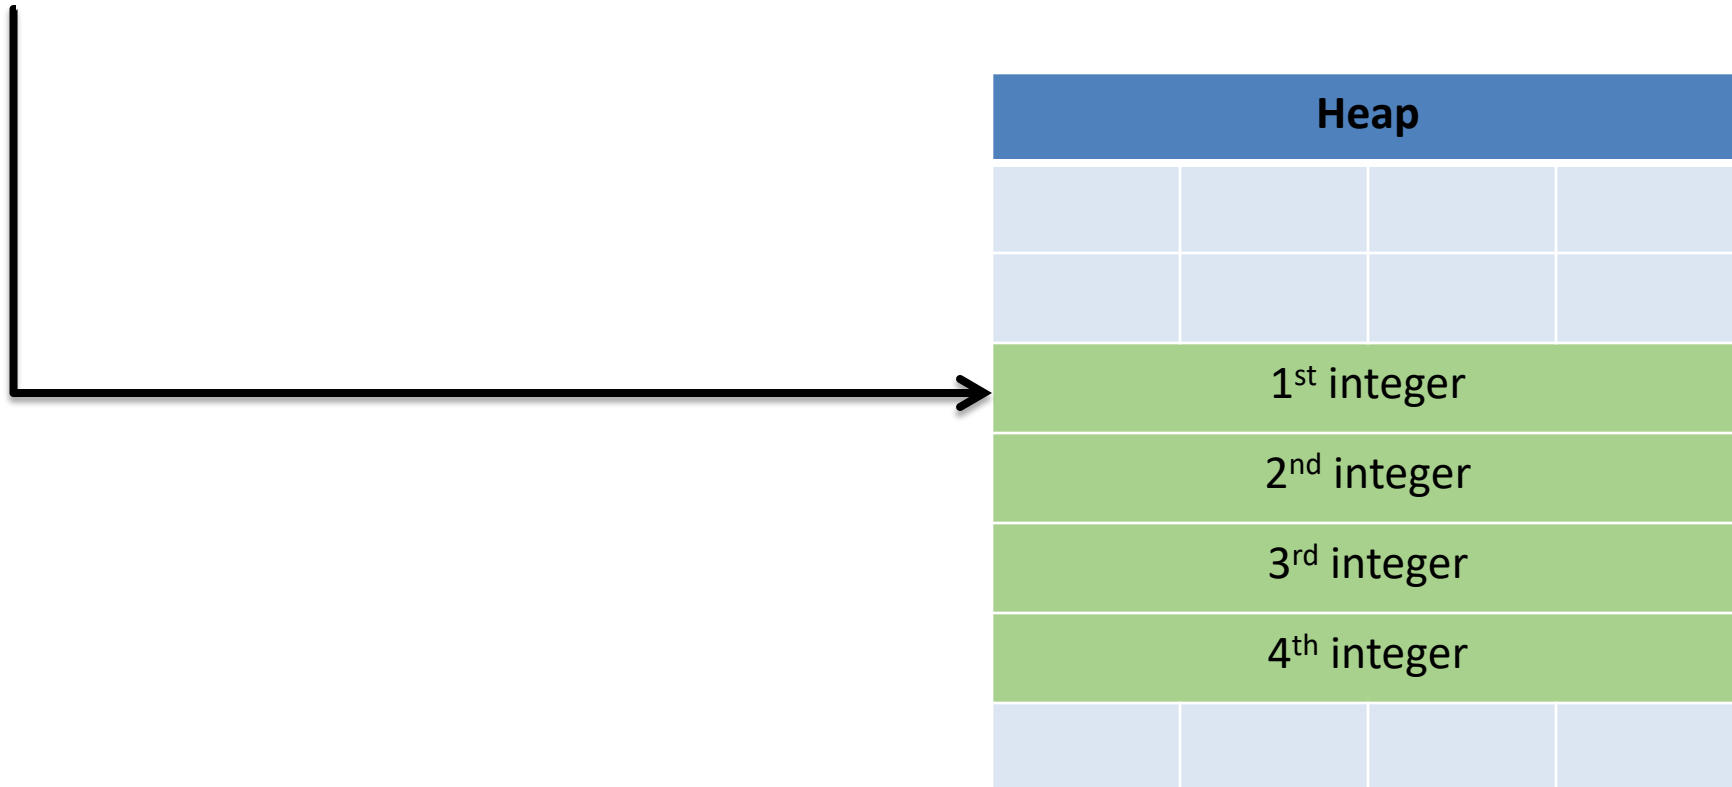 Heap
1st integer
2nd integer
3rd integer
4th integer